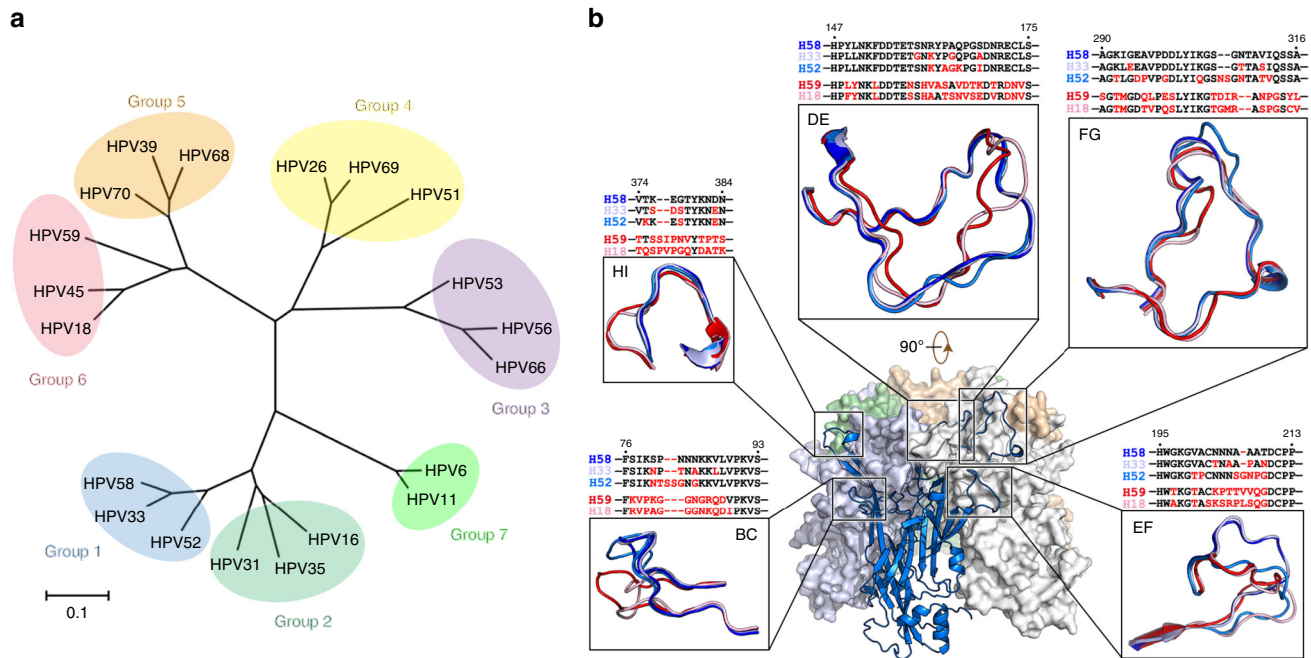 a
Group 5
HPV39
HPV68
HPV70
Group 4
HPV26
HPV69
HPV51
HPV59
HPV45
HPV18
Group 6
HPV53
HPV56
HPV66
Group 3
HPV6
HPV11
Group 7
HPV58
HPV33
HPV52
Group 1
HPV16
HPV31
HPV35
Group 2
0.1
b
147 175
H58 –HPYLNKFDDTETSNRYPAQPGSDNRECLS–
H33 –HPLLNKFDDTETGNKYPGQPGADNRECLS–
H52 –HPLLNKFDDTETSNKYAGKPGIDNRECLS–
H59 –HPLYNKLDDTENSHVASAVDTKDTRDNVS–
H18 –HPFYNKLDDTESSHAATSNVSEDVRDNVS–
DE
290 316
H58 –AGKIGEAVPDDLYIKGS--GNTAVIQSSA–
H33 –AGKLEEAVPDDLYIKGS--GTTASIQSSA–
H52 –AGTLGDPVPGDLYIQGSNSGNTATVQSSA–
H59 –SGTMGDQLPESLYIKGTDIR--ANPGSYL–
H18 –AGTMGDTVPQSLYIKGTGMR--ASPGSCV–
FG
374 384
H58 –VTK--EGTYKNDN–
H33 –VTS--DSTYKNEN–
H52 –VKK--ESTYKNEN–
H59 –TTSSIPNVYTPTS–
H18 –TQSPVPGQYDATK–
HI
90°
76 93
H58 –FSIKSP--NNNKKVLVPKVS–
H33 –FSIKNP--TNAKKLLVPKVS–
H52 –FSIKNTSSGNGKKVLVPKVS–
H59 –FKVPKG---GNGRQDVPKVS–
H18 –FRVPAG---GGNKQDIPKVS–
BC
195 213
H58 –HWGKGVACNNNA-AATDCPP–
H33 –HWGKGVACTNAA-PANDCPP–
H52 –HWGKGTPCNNNSGNPGDCPP–
H59 –HWTKGTACKPTTVVQGDCPP–
H18 –HWAKGTASKSRPLSQGDCPP–
EF